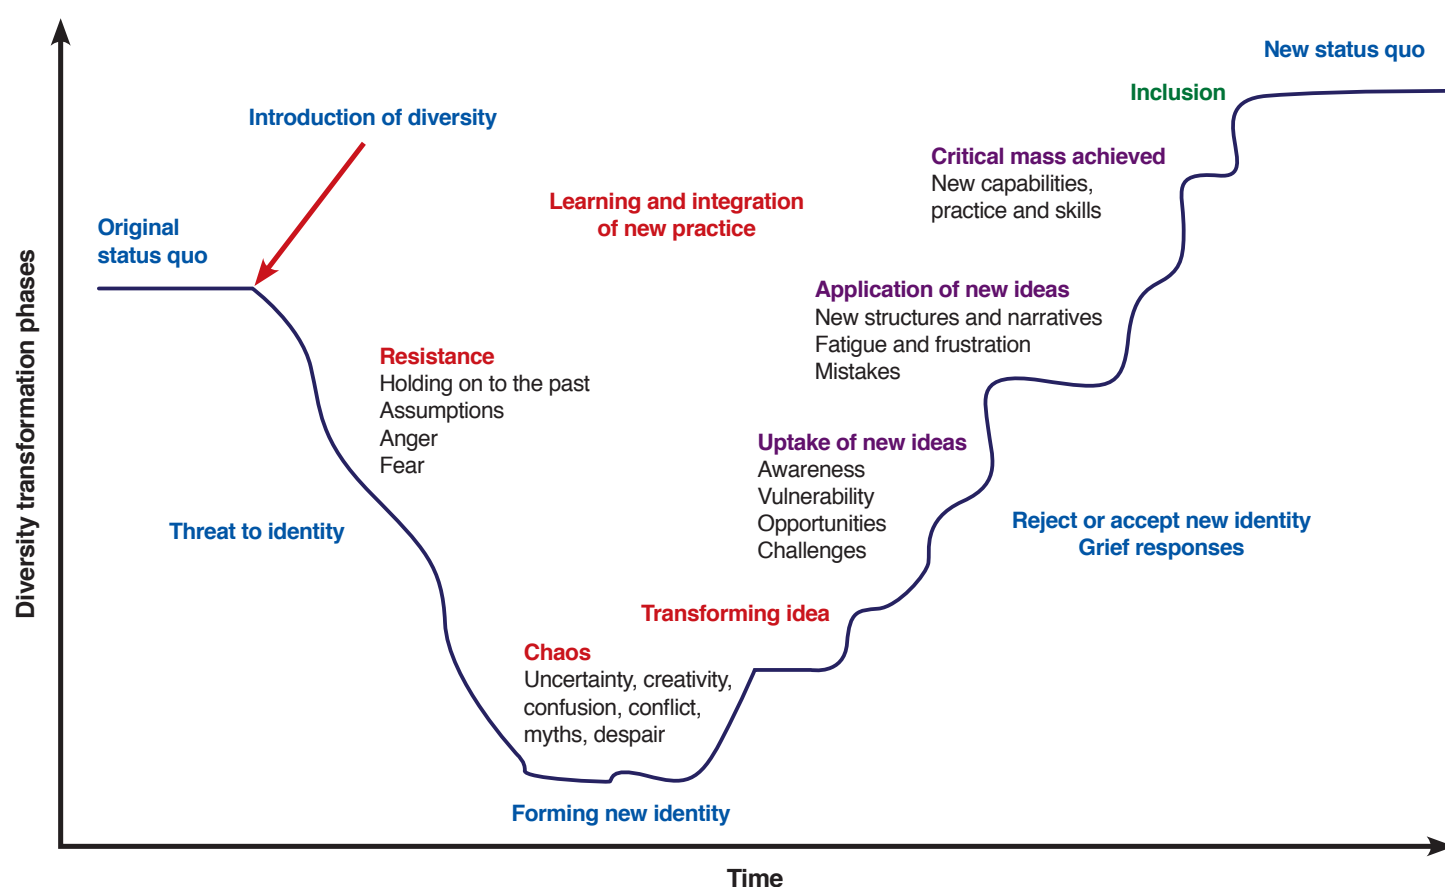 New status quo
Inclusion
Introduction of diversity
Critical mass achieved
New capabilities,
practice and skills
Learning and integration
of new practice
Original
status quo
Application of new ideas
New structures and narratives
Fatigue and frustration
Mistakes
Resistance
Holding on to the past
Assumptions
Anger
Fear
Uptake of new ideas
Awareness
Vulnerability
Opportunities
Challenges
Threat to identity
Reject or accept new identity
Grief responses
Transforming idea
Chaos
Uncertainty, creativity,
confusion, conflict,
myths, despair
Forming new identity
Diversity transformation phases
Time